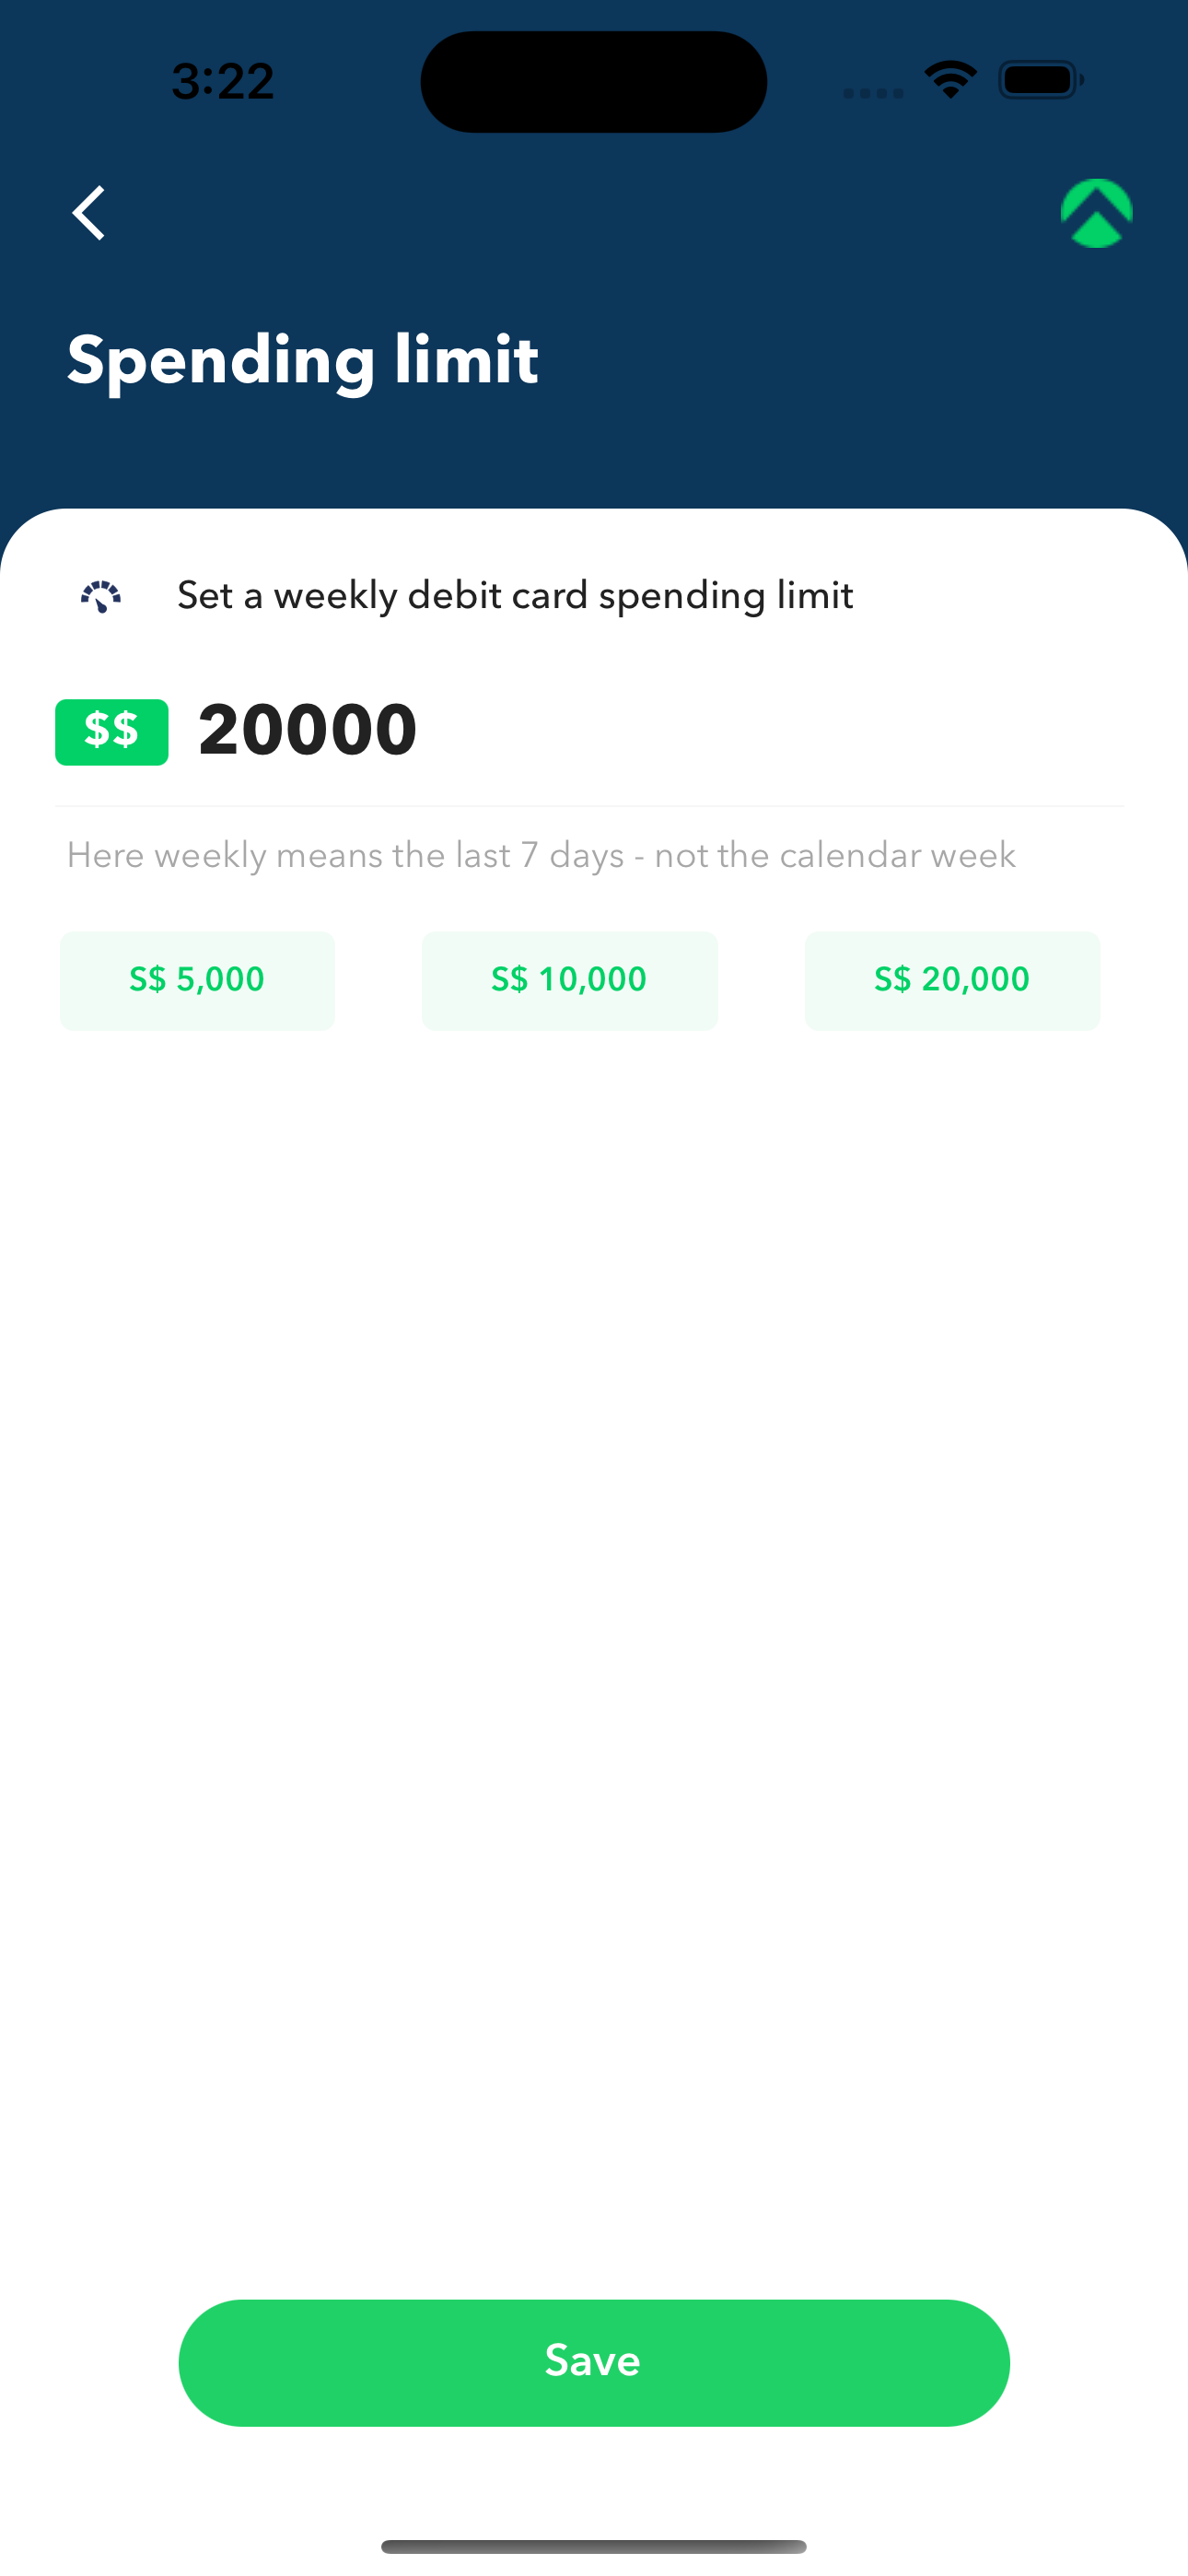 3:22
Spending limit
Set a weekly debit card spending limit
$$ 20000
Here weekly means the last 7 days - not the calendar week
S$ 5,000 S$ 10,000 S$ 20,000
Save